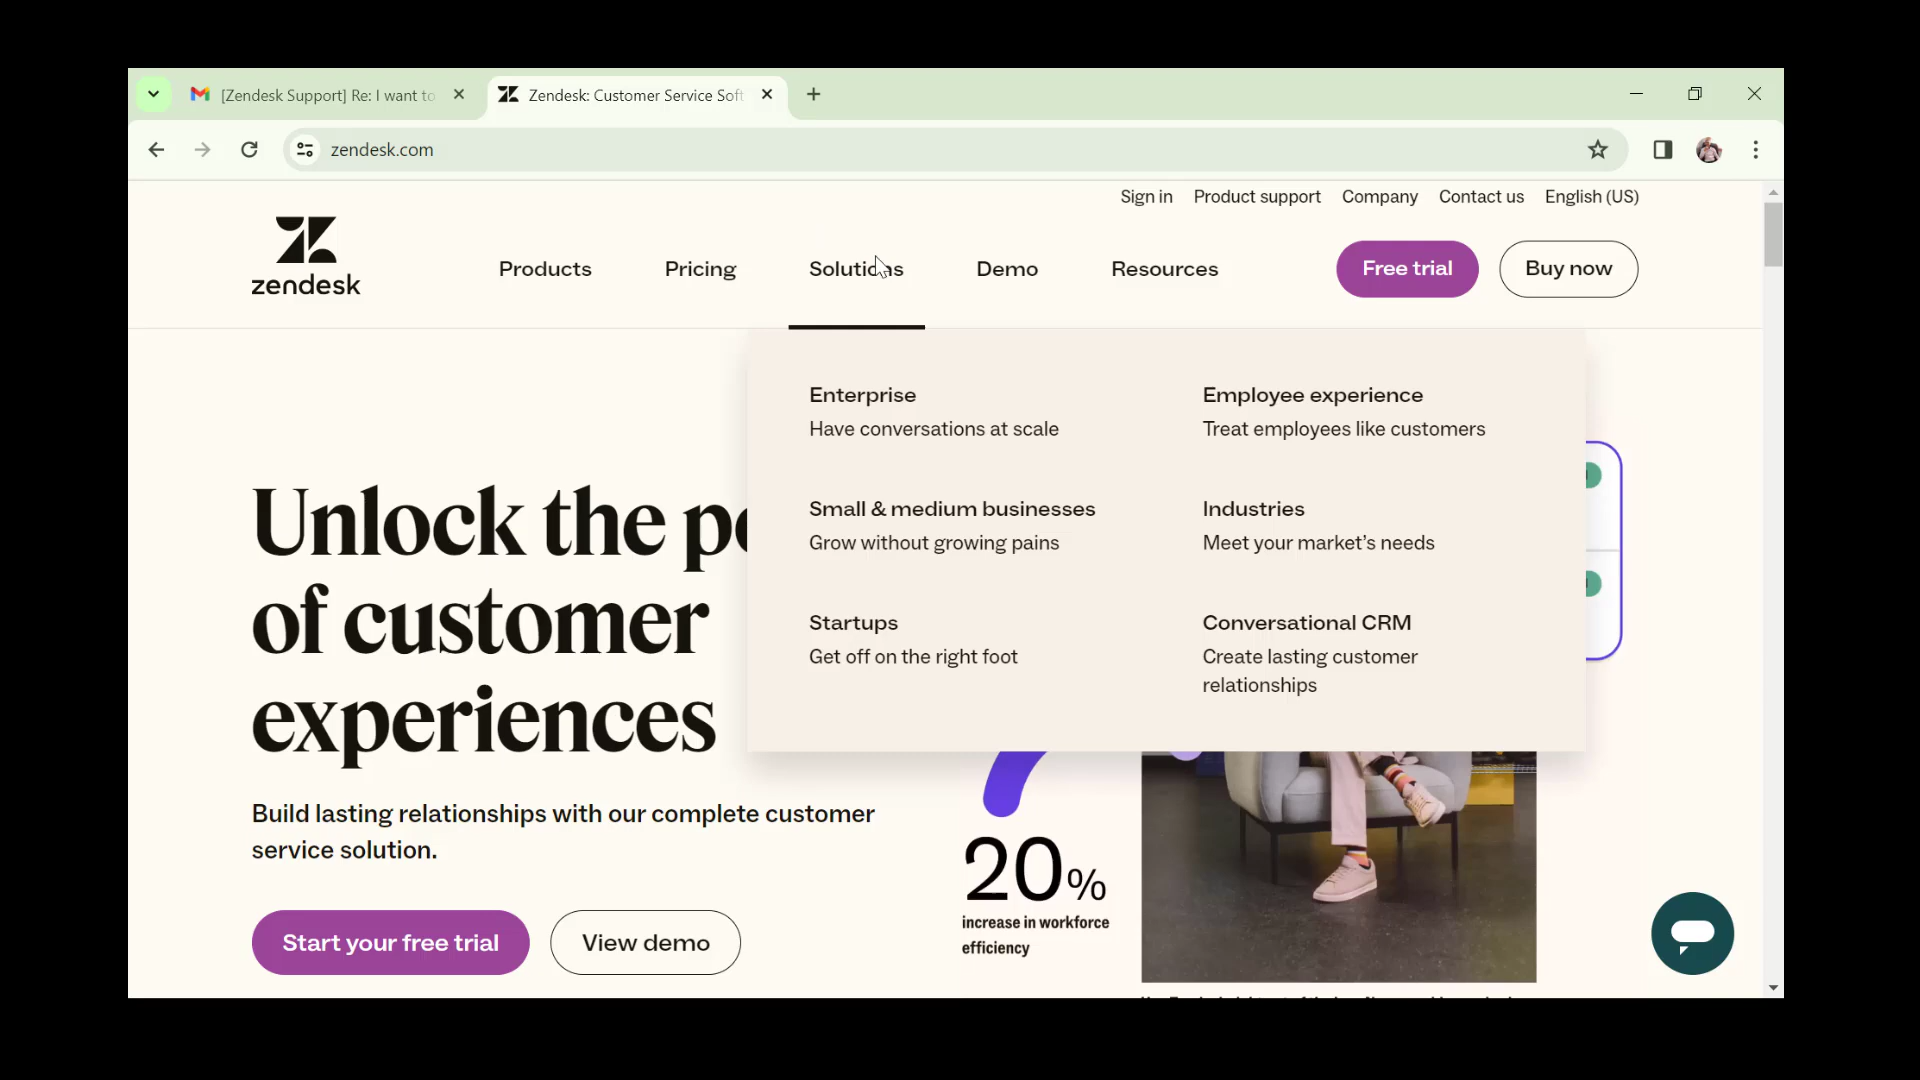 [Zendesk Support] Re: I want to
Zendesk: Customer Service Soft
zendesk.com
Sign in
Product support
Company
Contact us
English (US)
zendesk
Products
Pricing
Solutions
Demo
Resources
Free trial
Buy now
Enterprise
Have conversations at scale
Employee experience
Treat employees like customers
Small & medium businesses
Grow without growing pains
Industries
Meet your market's needs
Startups
Get off on the right foot
Conversational CRM
Create lasting customer
relationships
Unlock the
of customer
experiences
Build lasting relationships with our complete customer
service solution.
Start your free trial
View demo
20%
increase in workforce
efficiency